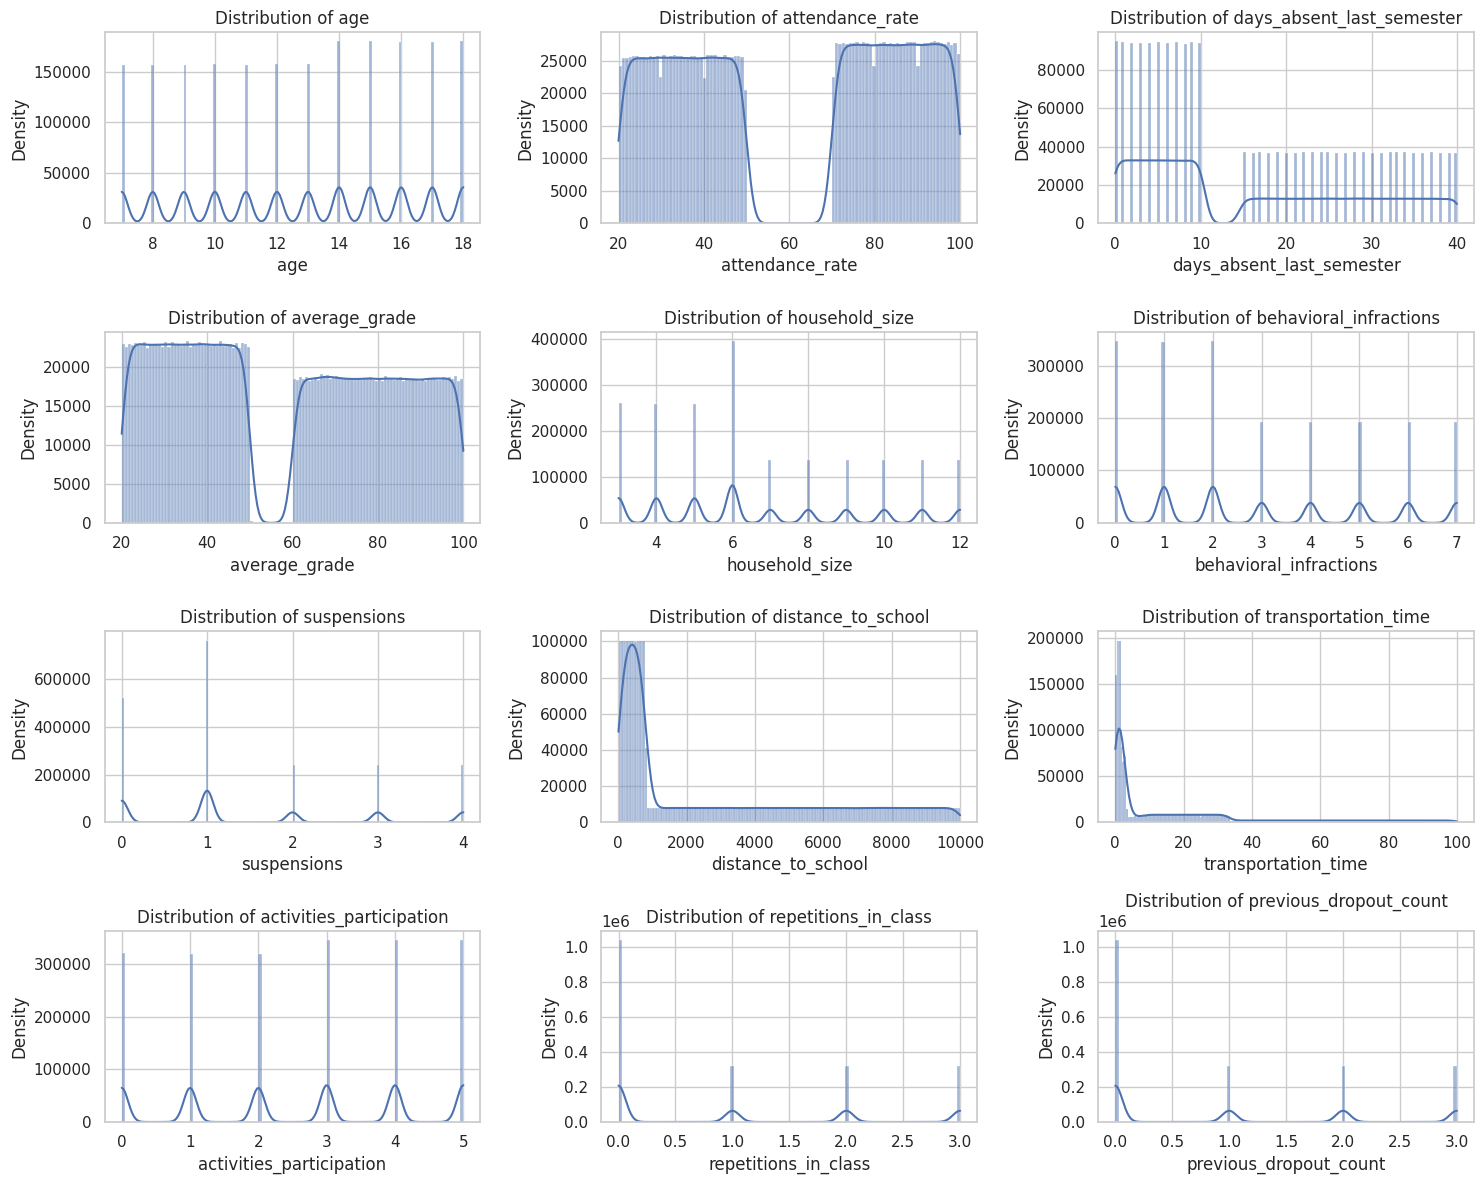 Distribution of age
Density
150000
100000
50000
0
8 10 12 14 16 18
age
Distribution of attendance_rate
Density
25000
20000
15000
10000
5000
0
20 40 60 80 100
attendance_rate
Distribution of days_absent_last_semester
Density
80000
60000
40000
20000
0
0 10 20 30 40
days_absent_last_semester
Distribution of average_grade
Density
20000
15000
10000
5000
0
20 40 60 80 100
average_grade
Distribution of household_size
Density
400000
300000
200000
100000
0
4 6 8 10 12
household_size
Distribution of behavioral_infractions
Density
300000
200000
100000
0
0 1 2 3 4 5 6 7
behavioral_infractions
Distribution of suspensions
Density
600000
400000
200000
0
0 1 2 3 4
suspensions
Distribution of distance_to_school
Density
100000
80000
60000
40000
20000
0
0 2000 4000 6000 8000 10000
distance_to_school
Distribution of transportation_time
Density
200000
150000
100000
50000
0
0 20 40 60 80 100
transportation_time
Distribution of activities_participation
Density
300000
200000
100000
0
0 1 2 3 4 5
activities_participation
Distribution of repetitions_in_class
1e6
Density
1.0
0.8
0.6
0.4
0.2
0.0
0.0 0.5 1.0 1.5 2.0 2.5 3.0
repetitions_in_class
Distribution of previous_dropout_count
1e6
Density
1.0
0.8
0.6
0.4
0.2
0.0
0.0 0.5 1.0 1.5 2.0 2.5 3.0
previous_dropout_count